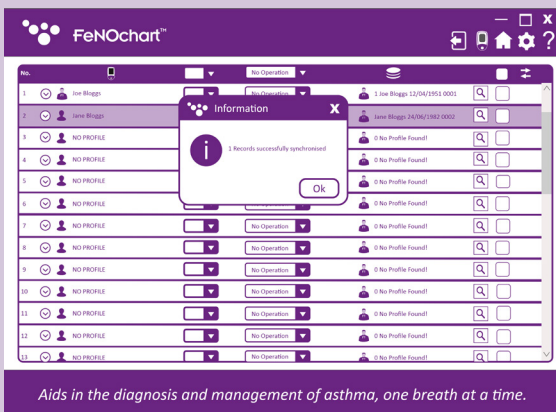 FeNOchart™
X
?
No. No Operation
1 Joe Bloggs No Operation 1 Joe Bloggs 12/04/1951 0001
2 Jane Bloggs Jane Bloggs 24/06/1982 0002
Information X
i
1 Records successfully synchronised
Ok
3 NO PROFILE 0 No Profile Found!
4 NO PROFILE 0 No Profile Found!
5 NO PROFILE 0 No Profile Found!
6 NO PROFILE No Operation 0 No Profile Found!
7 NO PROFILE No Operation 0 No Profile Found!
8 NO PROFILE No Operation 0 No Profile Found!
9 NO PROFILE No Operation 0 No Profile Found!
10 NO PROFILE No Operation 0 No Profile Found!
11 NO PROFILE No Operation 0 No Profile Found!
12 NO PROFILE No Operation 0 No Profile Found!
13 NO PROFILE No Operation 0 No Profile Found!
Aids in the diagnosis and management of asthma, one breath at a time.